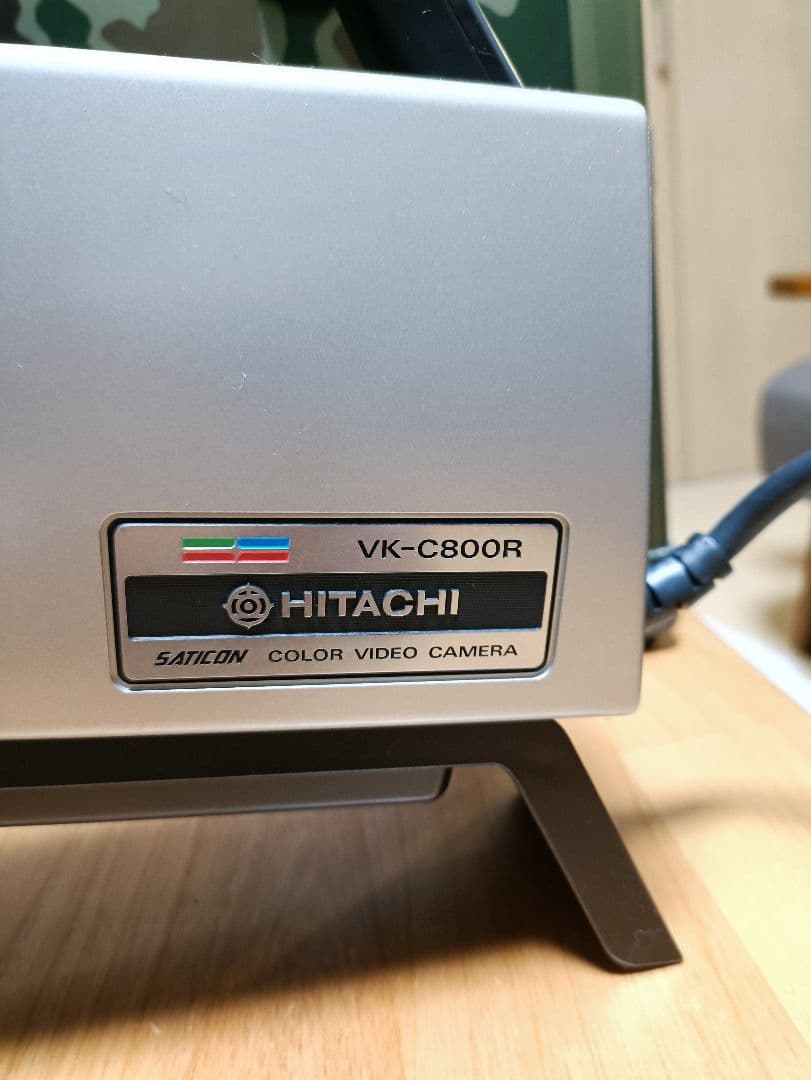 VK-C800R
HITACHI
SATICON COLOR VIDEO CAMERA